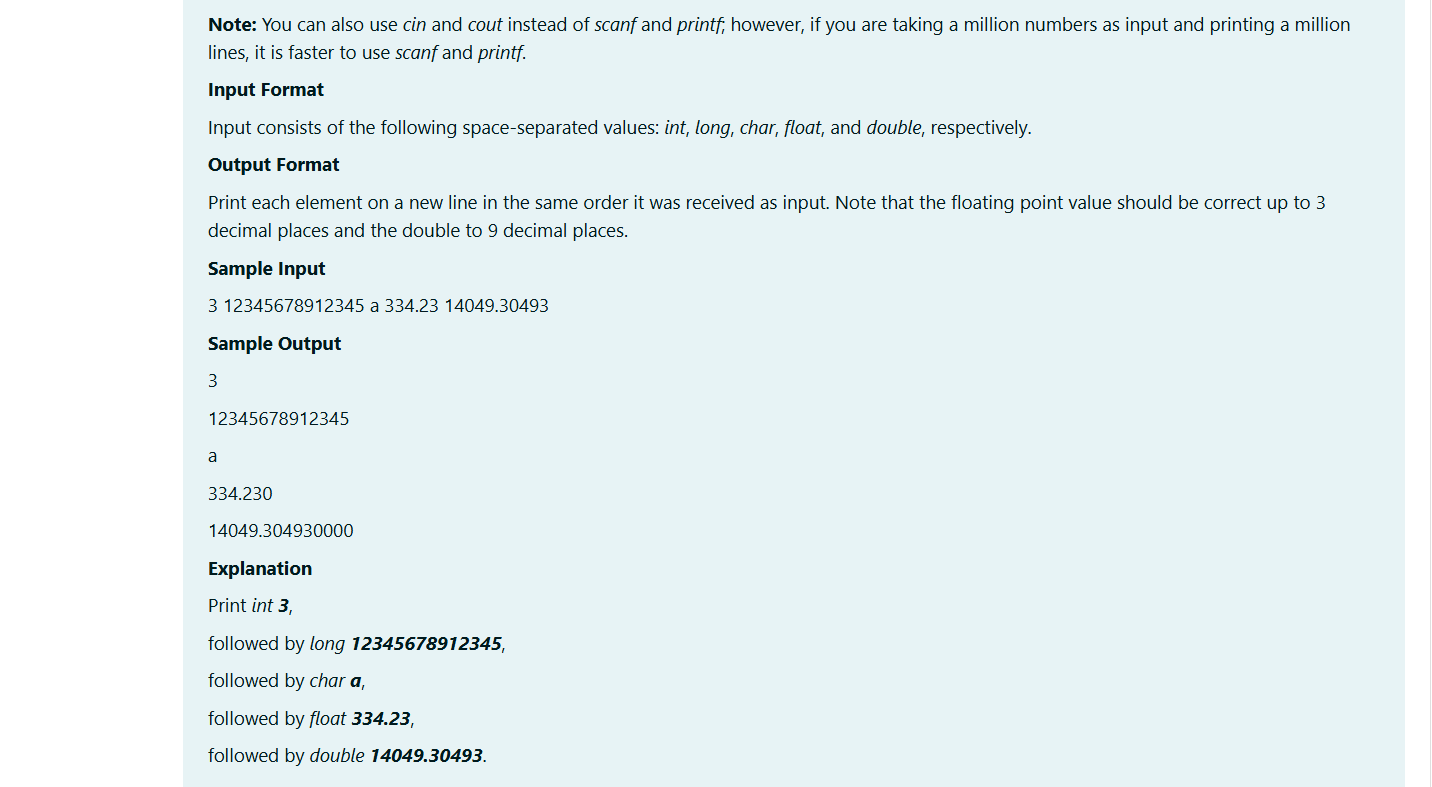 Note: You can also use cin and cout instead of scanf and printf; however, if you are taking a million numbers as input and printing a million
lines, it is faster to use scanf and printf.
Input Format
Input consists of the following space-separated values: int, long, char, float, and double, respectively.
Output Format
Print each element on a new line in the same order it was received as input. Note that the floating point value should be correct up to 3
decimal places and the double to 9 decimal places.
Sample Input
3 12345678912345 a 334.23 14049.30493
Sample Output
3
12345678912345
a
334.230
14049.304930000
Explanation
Print int 3,
followed by long 12345678912345,
followed by char a,
followed by float 334.23,
followed by double 14049.30493.